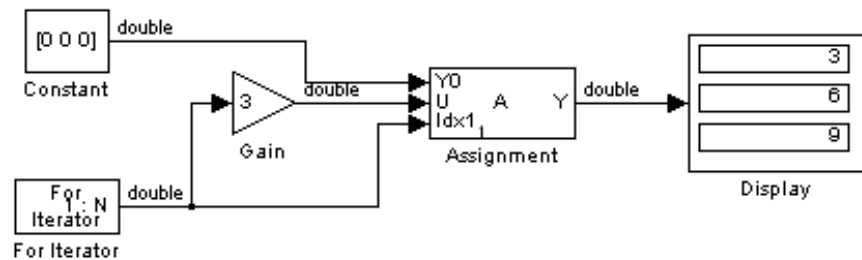 [0 0 0]
double
Constant
3
double
Gain
Y0
U
Idx1
1
A
Y
Assignment
double
3
6
9
Display
For
1 : N
Iterator
double
For Iterator